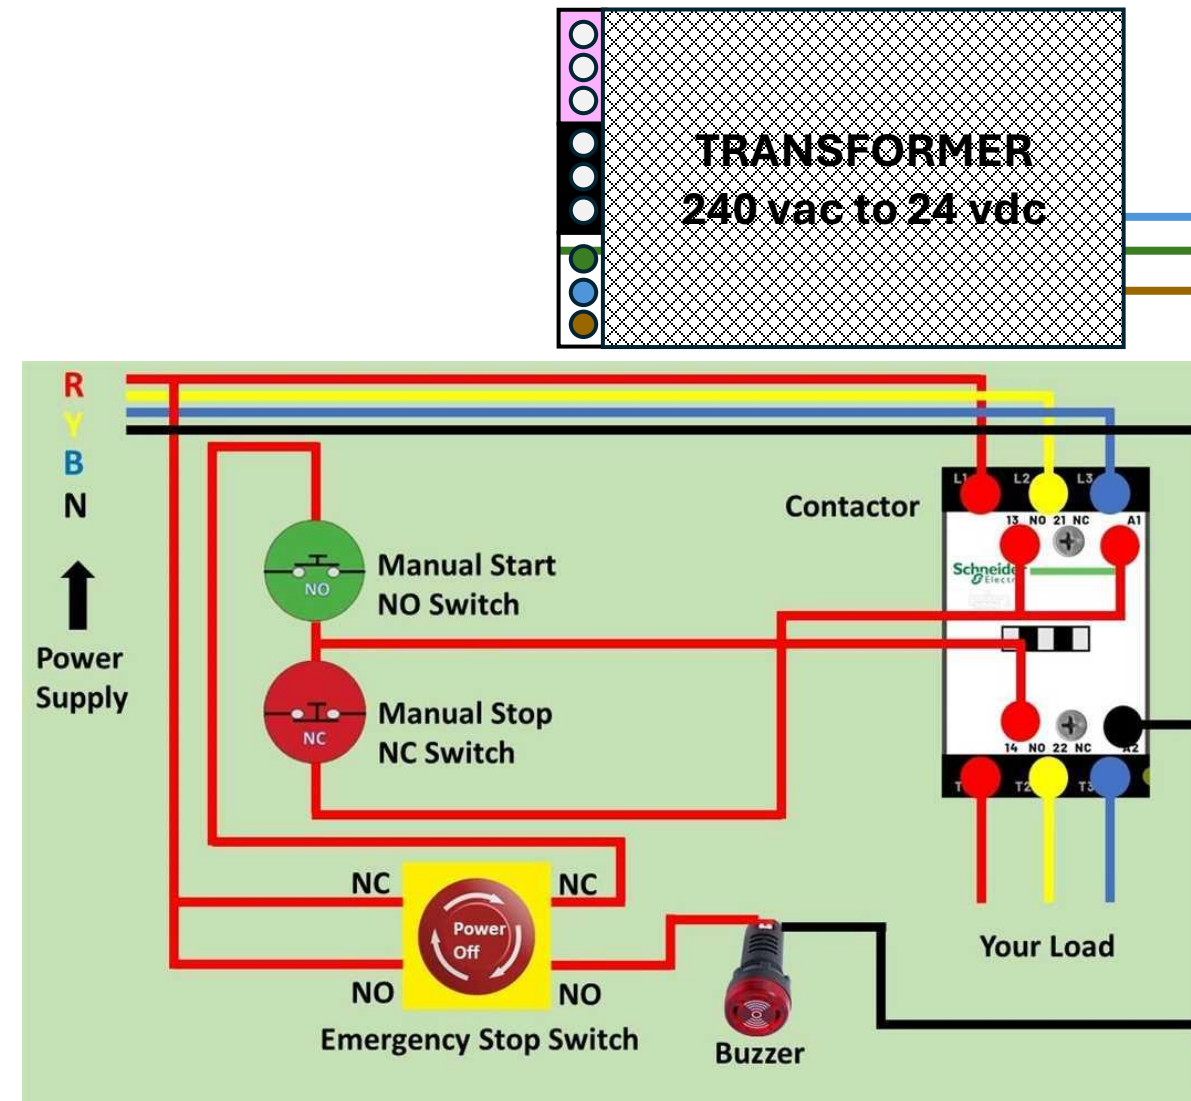 TRANSFORMER
240 vac to 24 vdc
R
Y
B
N
Power
Supply
Manual Start
NO Switch
NO
Manual Stop
NC Switch
NC
Contactor
L1 L2 L3
13 NO 21 NC A1
Schneider
Electric
14 NO 22 NC A2
T T2 T3
Your Load
NC NC
Power
Off
NO NO
Emergency Stop Switch
Buzzer